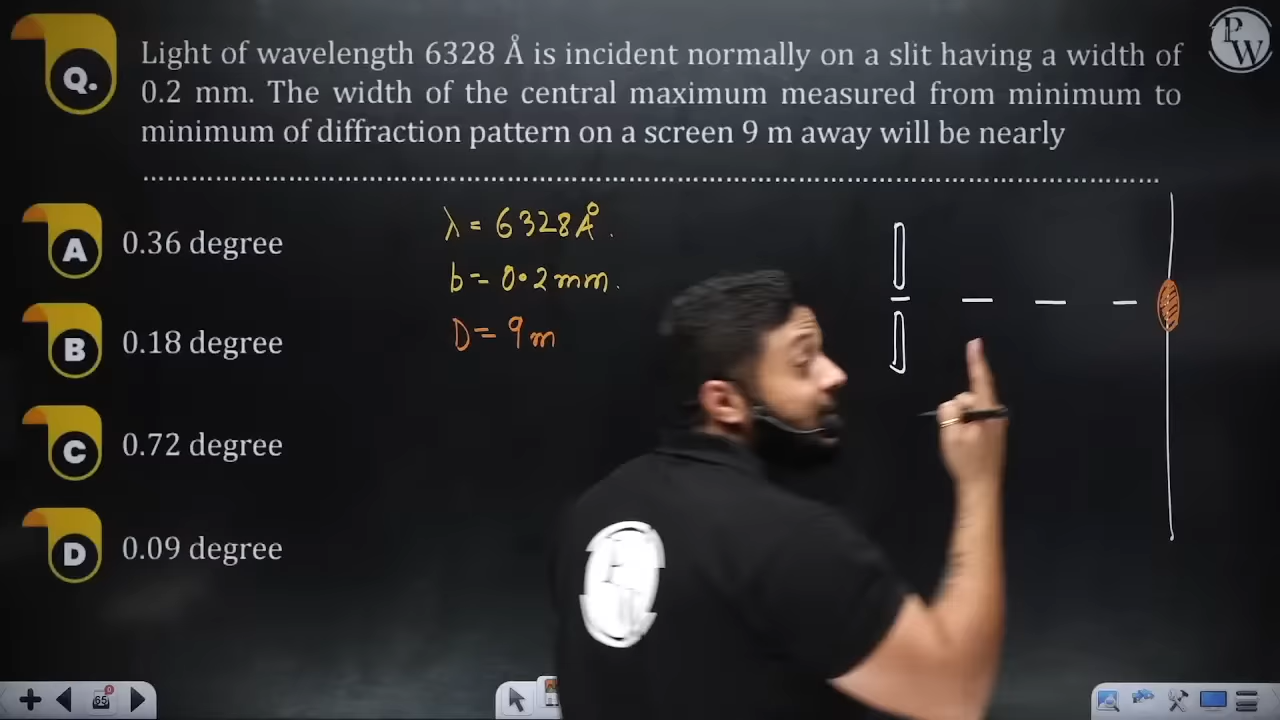 Q.
Light of wavelength 6328 Å is incident normally on a slit having a width of
0.2 mm. The width of the central maximum measured from minimum to
minimum of diffraction pattern on a screen 9 m away will be nearly
A 0.36 degree
B 0.18 degree
C 0.72 degree
D 0.09 degree
λ = 6328 Å.
b = 0.2 mm.
D = 9 m
PW
65